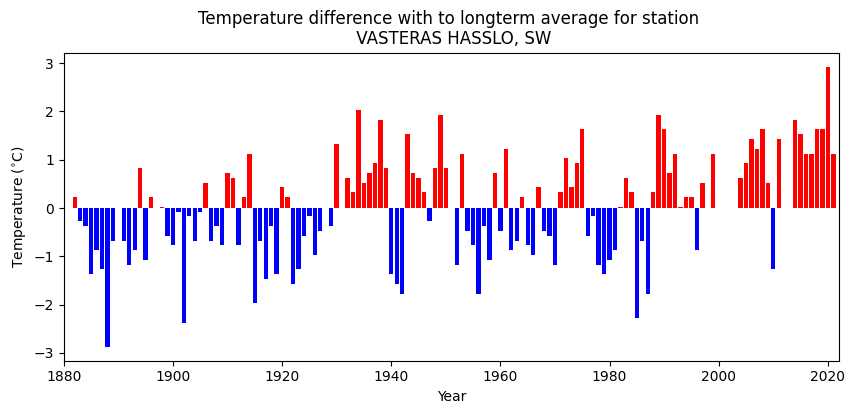 Temperature difference with to longterm average for station
VASTERAS HASSLO, SW
3
2
1
0
−1
−2
−3
Temperature (°C)
1880 1900 1920 1940 1960 1980 2000 2020
Year